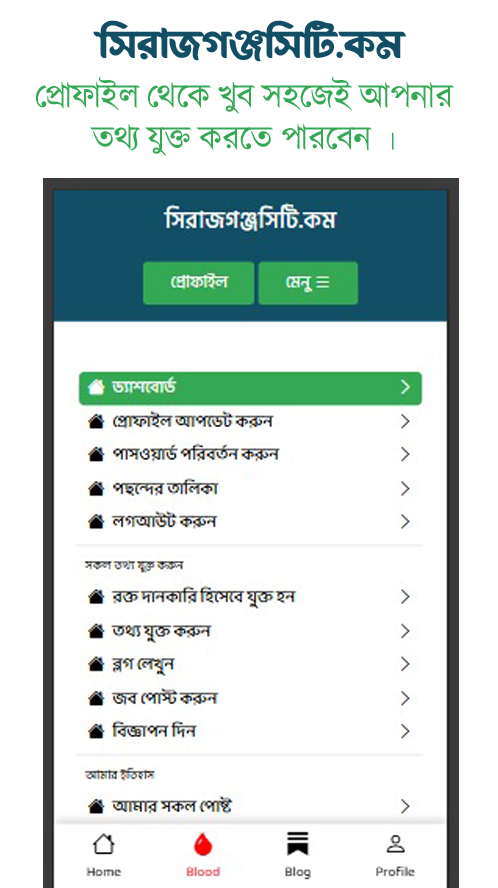 সিরাজগঞ্জসিটি.কম
প্রোফাইল থেকে খুব সহজেই আপনার
তথ্য যুক্ত করতে পারবেন ।
সিরাজগঞ্জসিটি.কম
প্রোফাইল
মেনু ☰
ড্যাশবোর্ড
প্রোফাইল আপডেট করুন
পাসওয়ার্ড পরিবর্তন করুন
পছন্দের তালিকা
লগআউট করুন
সকল তথ্য যুক্ত করুন
রক্ত দানকারি হিসেবে যুক্ত হন
তথ্য যুক্ত করুন
ব্লগ লেখুন
জব পোস্ট করুন
বিজ্ঞাপন দিন
আমার ইতিহাস
আমার সকল পোষ্ট
Home
Blood
Blog
Profile